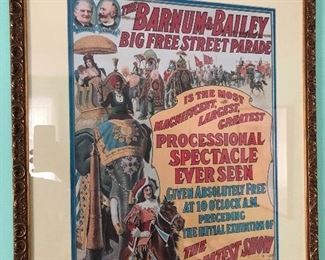 THE BARNUM & BAILEY
BIG FREE STREET PARADE
IS THE MOST
MAGNIFICENT, LARGEST,
GREATEST
PROCESSIONAL
SPECTACLE
EVER SEEN
GIVEN ABSOLUTELY FREE
AT 10 O'CLOCK A.M.
PRECEDING
THE INITIAL EXHIBITION OF
THE
GREATEST SHOW